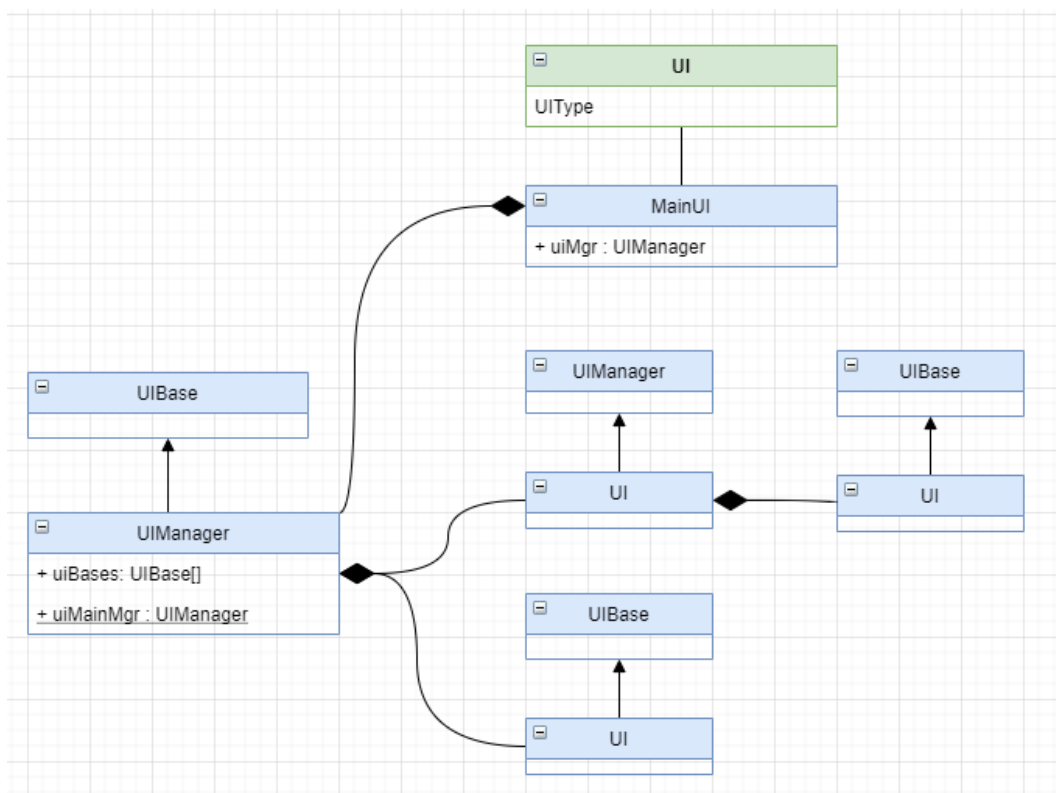 UI
UIType
MainUI
+ uiMgr : UIManager
UIBase
UIManager
+ uiBases: UIBase[]
+ uiMainMgr : UIManager
UIManager
UI
UIBase
UI
UIBase
UI